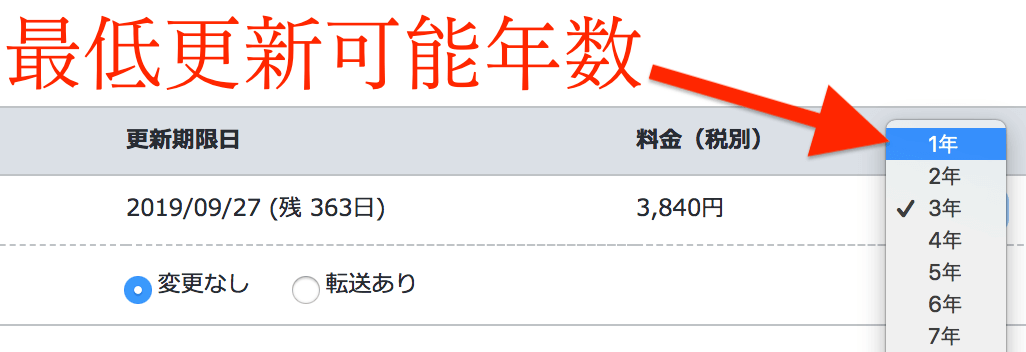 最低更新可能年数
更新期限日 料金（税別）
1年
2年
2019/09/27 (残 363日) 3,840円 ✓ 3年
4年
変更なし 転送あり 5年
6年
7年